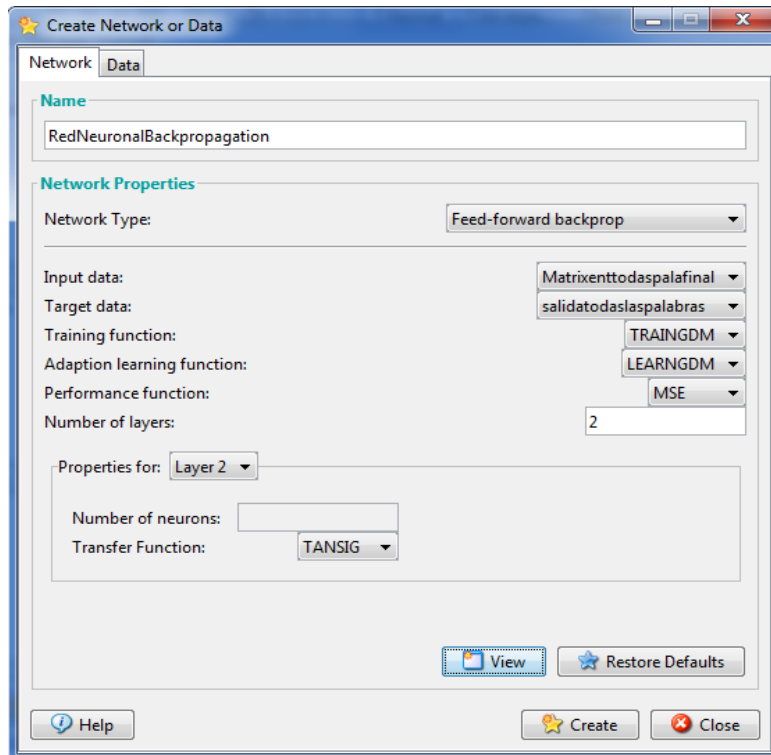 Create Network or Data
Network Data
Name
RedNeuronalBackpropagation
Network Properties
Network Type: Feed-forward backprop
Input data: Matrixenttodaspalafinal
Target data: salidatodaslaspalabras
Training function: TRAINGDM
Adaption learning function: LEARNGDM
Performance function: MSE
Number of layers: 2
Properties for: Layer 2
Number of neurons:
Transfer Function: TANSIG
View Restore Defaults
Help Create Close